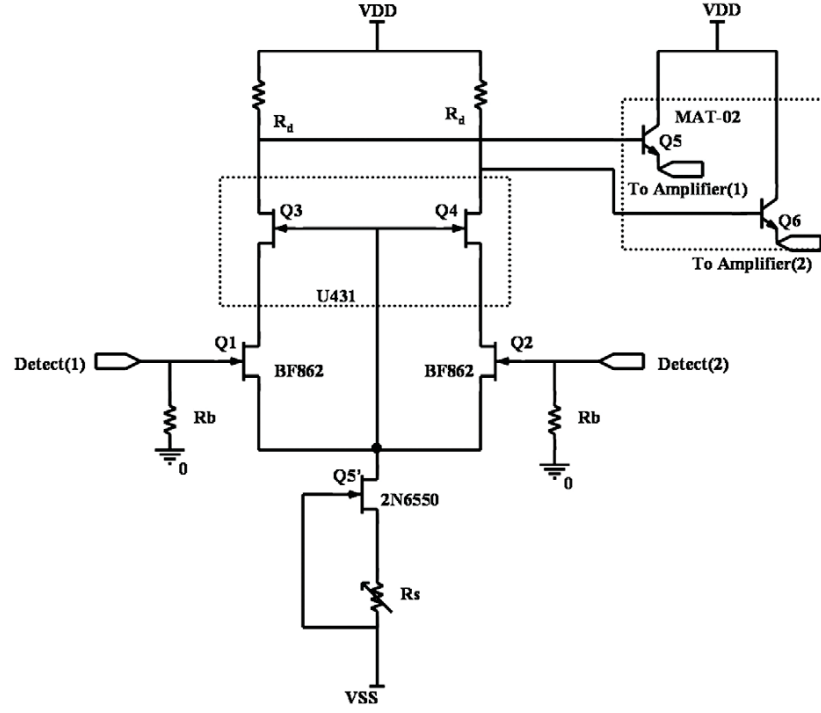 VDD
VDD
R_d
R_d
MAT-02
Q5
To Amplifier(1)
Q3
Q4
Q6
To Amplifier(2)
U431
Q1
Q2
Detect(1)
BF862
BF862
Detect(2)
Rb
Rb
0
0
Q5'
2N6550
Rs
VSS